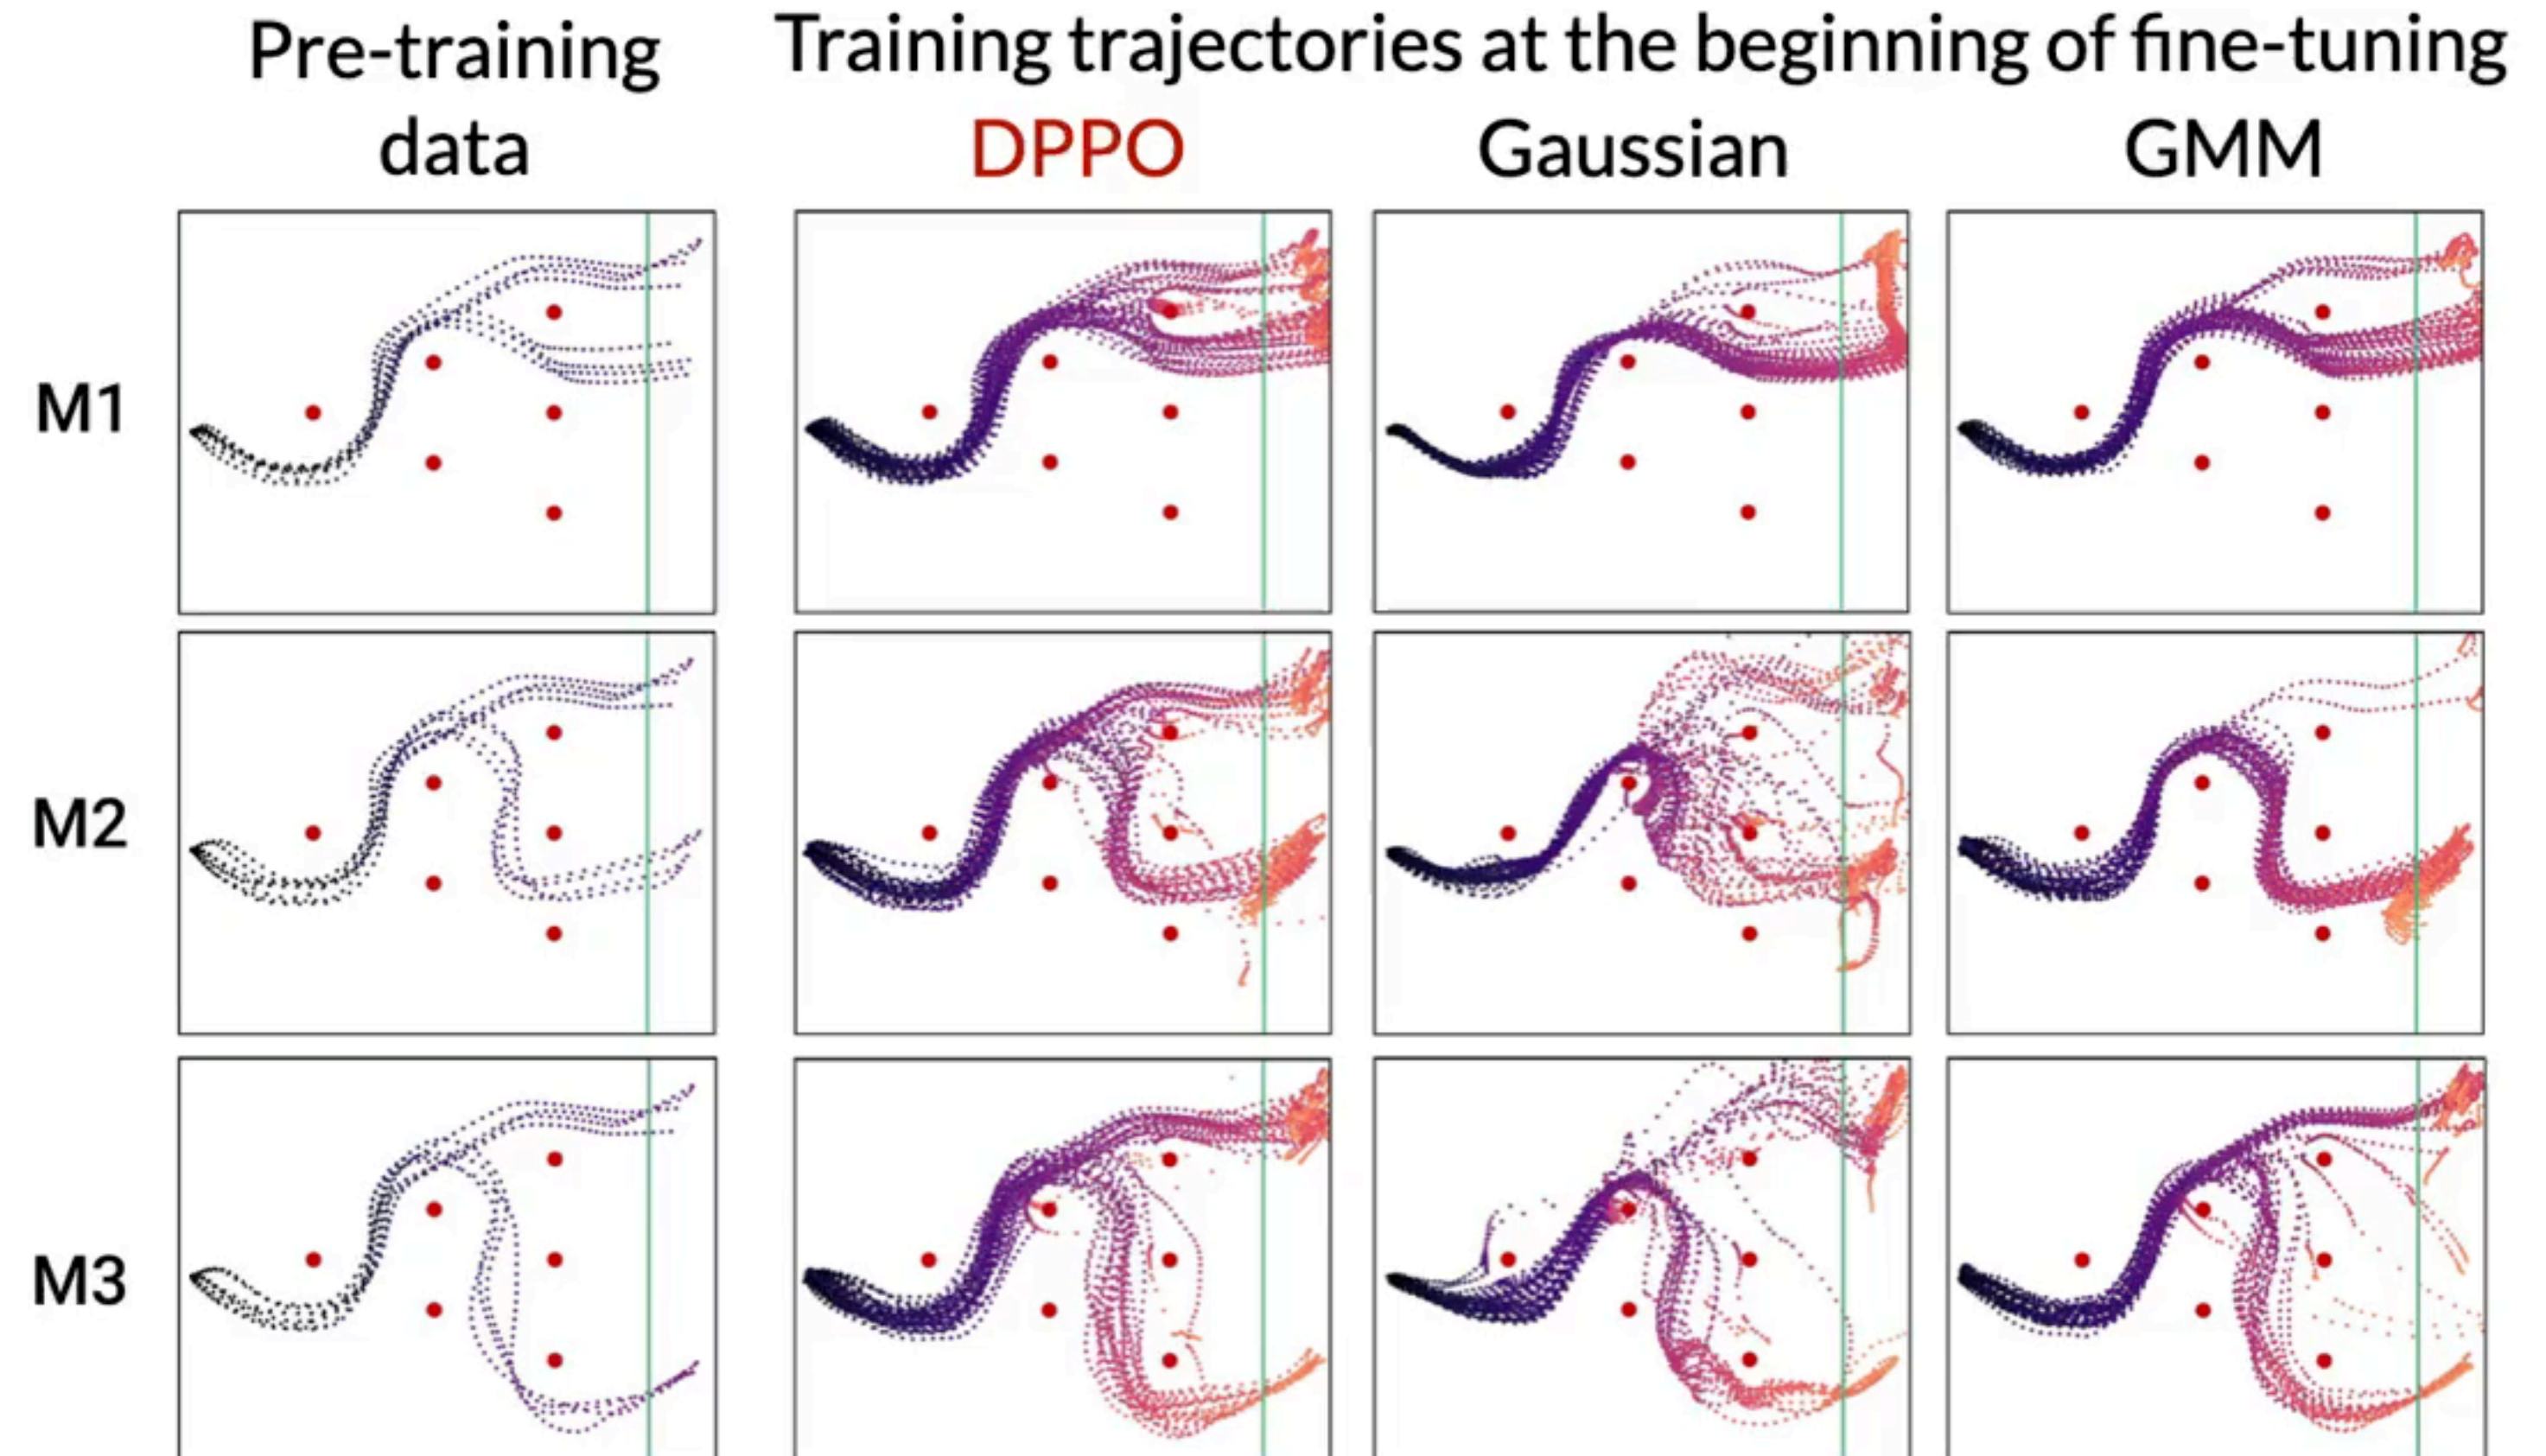 Pre-training
data
Training trajectories at the beginning of fine-tuning
DPPO
Gaussian
GMM
M1
M2
M3